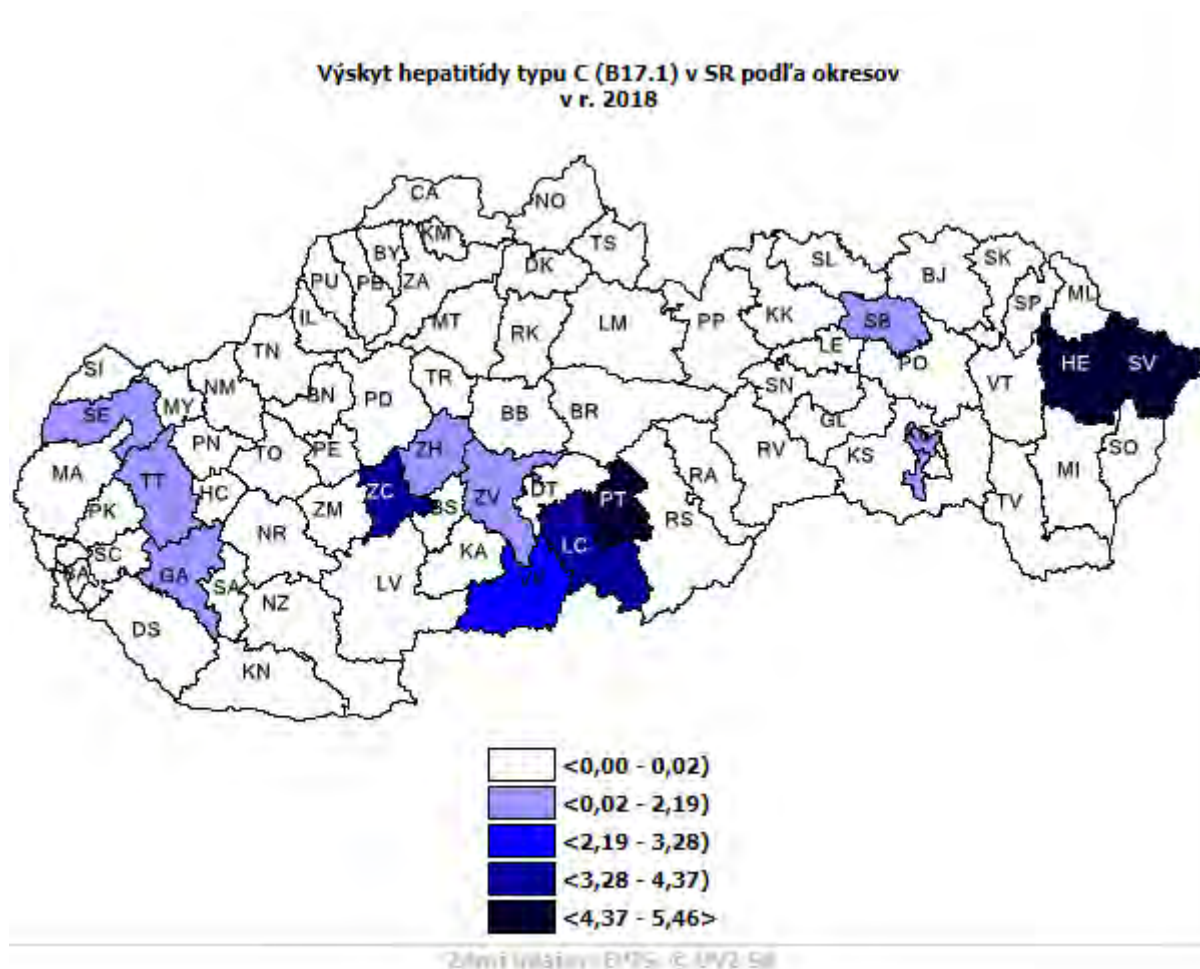 Výskyt hepatitídy typu C (B17.1) v SR podľa okresov
v r. 2018
CA
NO
KM
TS
BY
DK
SL
BJ
SK
PU
PB
ZA
SP
ML
IL
MT
RK
LM
PP
KK
SB
TN
LE
PO
HE
SV
SI
NM
BN
PD
TR
BB
BR
SN
VT
SE
MY
GL
PN
TO
PE
ZH
RV
KS
SO
MA
TT
HC
ZM
ZC
ZV
DT
PT
RA
MI
PK
BS
RS
TV
NR
SC
KA
LC
BA
GA
SA
LV
VK
NZ
DS
KN
<0,00 - 0,02)
<0,02 - 2,19)
<2,19 - 3,28)
<3,28 - 4,37)
<4,37 - 5,46>